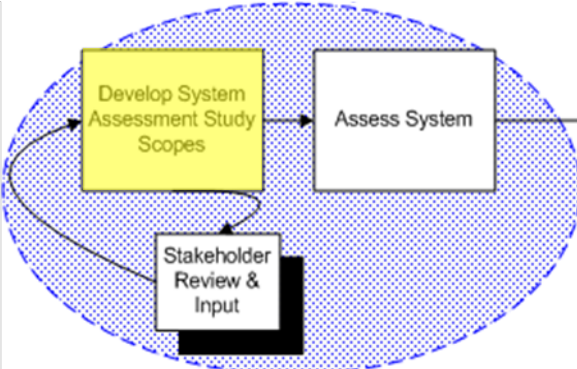 Develop System
Assessment Study
Scopes
Assess System
Stakeholder
Review &
Input